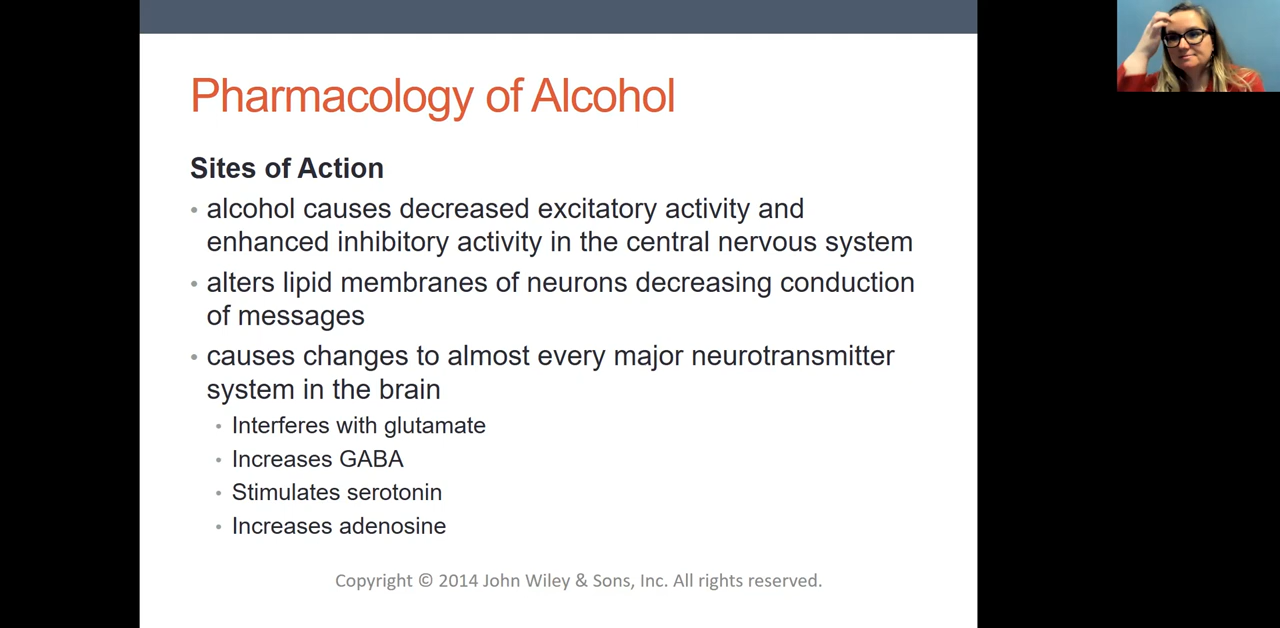 Pharmacology of Alcohol
Sites of Action
• alcohol causes decreased excitatory activity and
enhanced inhibitory activity in the central nervous system
• alters lipid membranes of neurons decreasing conduction
of messages
• causes changes to almost every major neurotransmitter
system in the brain
• Interferes with glutamate
• Increases GABA
• Stimulates serotonin
• Increases adenosine
Copyright © 2014 John Wiley & Sons, Inc. All rights reserved.